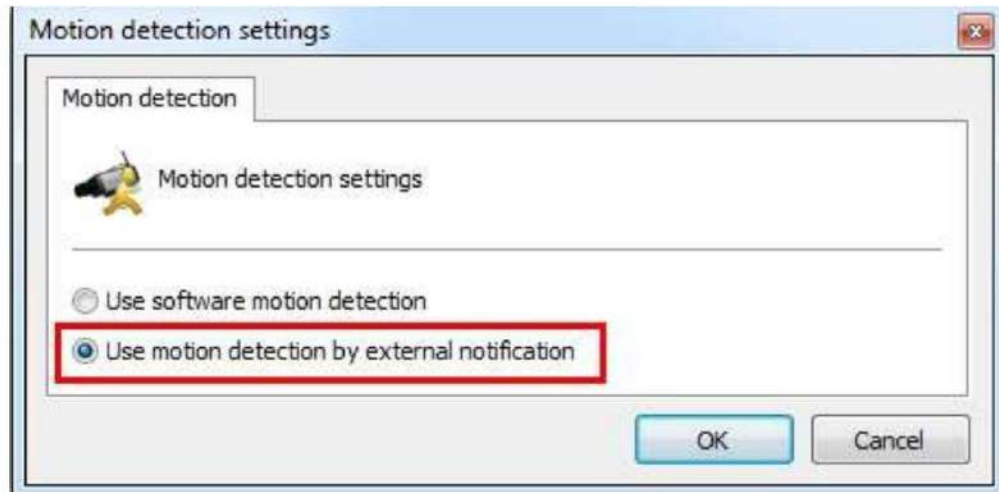 Motion detection settings
Motion detection
Motion detection settings
Use software motion detection
Use motion detection by external notification
OK
Cancel